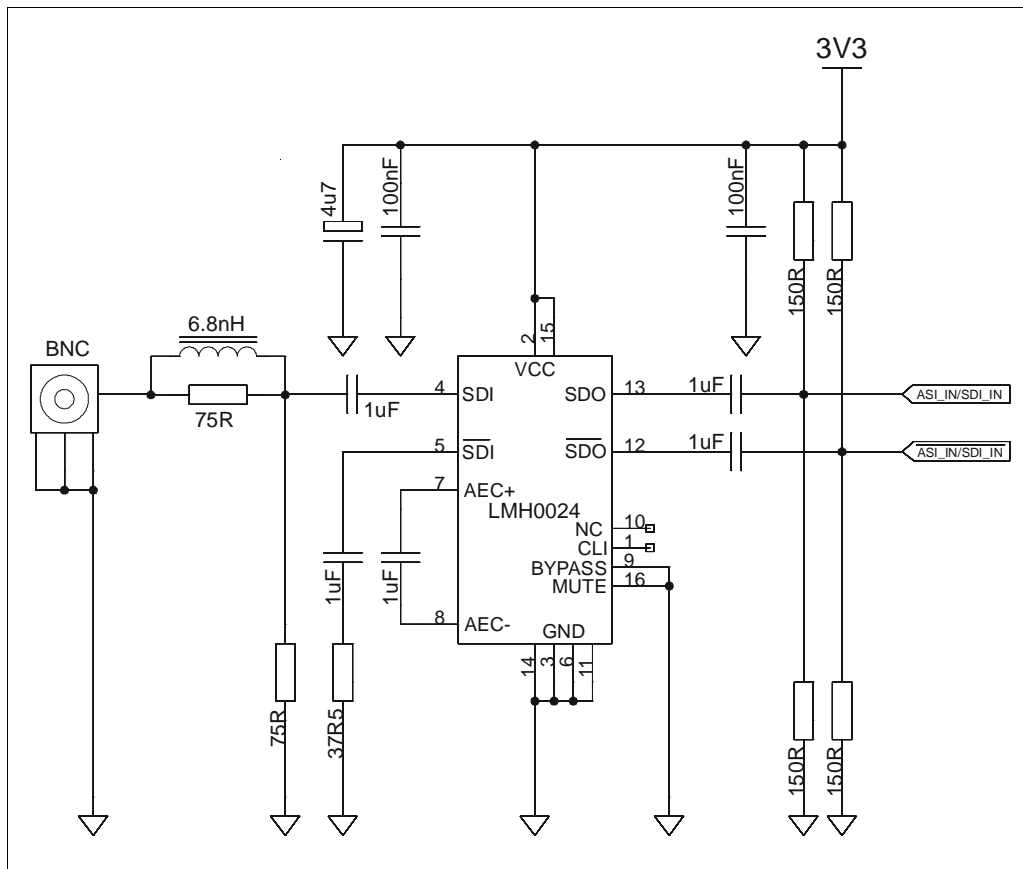 3V3
4u7
100nF
100nF
150R
150R
6.8nH
BNC
75R
2
15
VCC
4
SDI
1uF
SDO
13
1uF
ASI_IN/SDI_IN
5
SDI
SDO
12
1uF
ASI_IN/SDI_IN
7
AEC+
LMH0024
NC
10
CLI
1
BYPASS
9
MUTE
16
1uF
1uF
8
AEC-
GND
14
3
6
11
75R
37R5
150R
150R